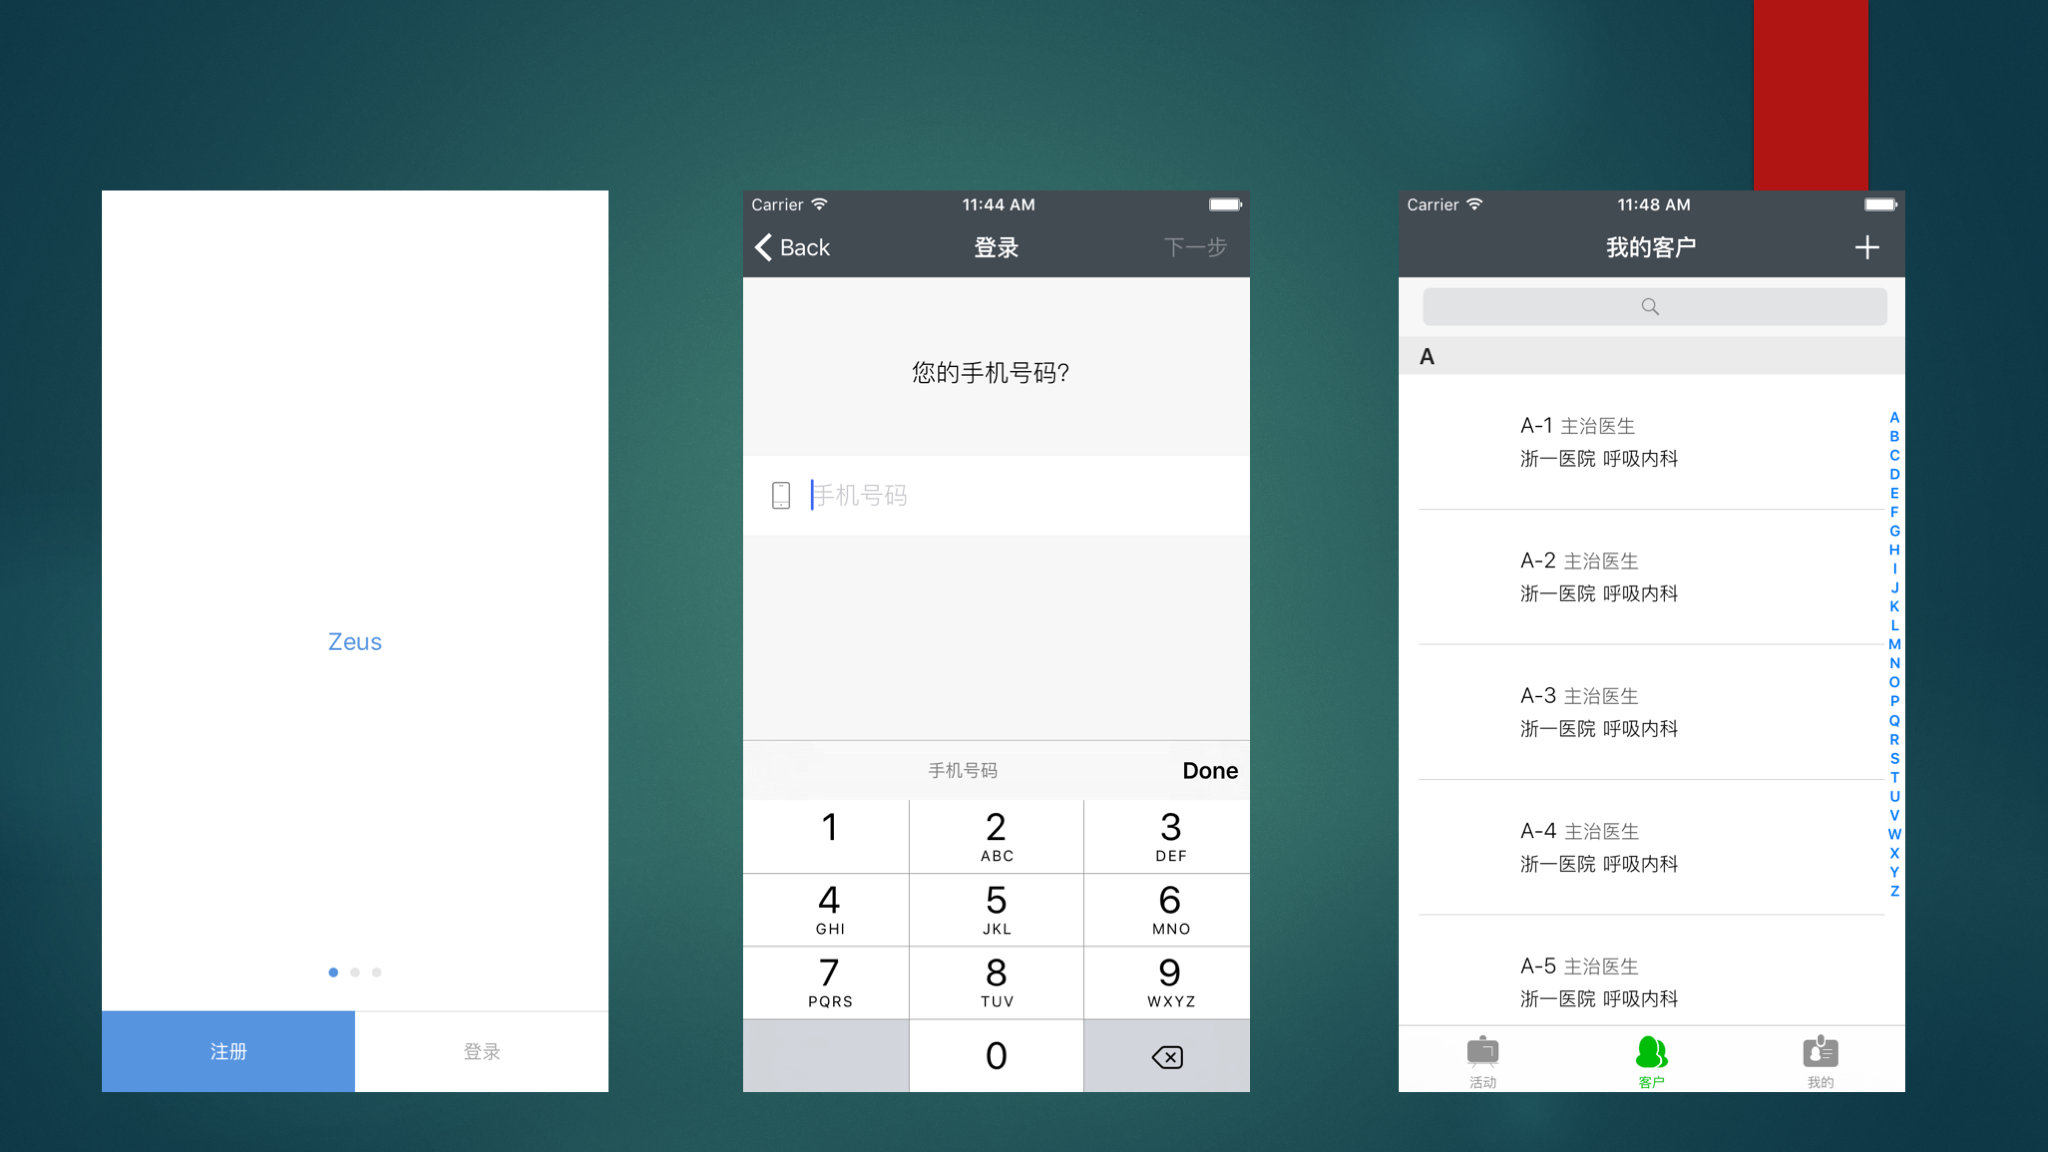 Zeus
注册
登录
Carrier 11:44 AM
Back 登录 下一步
您的手机号码?
手机号码
手机号码 Done
1 2 3
ABC DEF
4 5 6
GHI JKL MNO
7 8 9
PQRS TUV WXYZ
0
Carrier 11:48 AM
我的客户 +
A
A-1 主治医生
浙一医院 呼吸内科
A-2 主治医生
浙一医院 呼吸内科
A-3 主治医生
浙一医院 呼吸内科
A-4 主治医生
浙一医院 呼吸内科
A-5 主治医生
浙一医院 呼吸内科
A
B
C
D
E
F
G
H
I
J
K
L
M
N
O
P
Q
R
S
T
U
V
W
X
Y
Z
活动 客户 我的